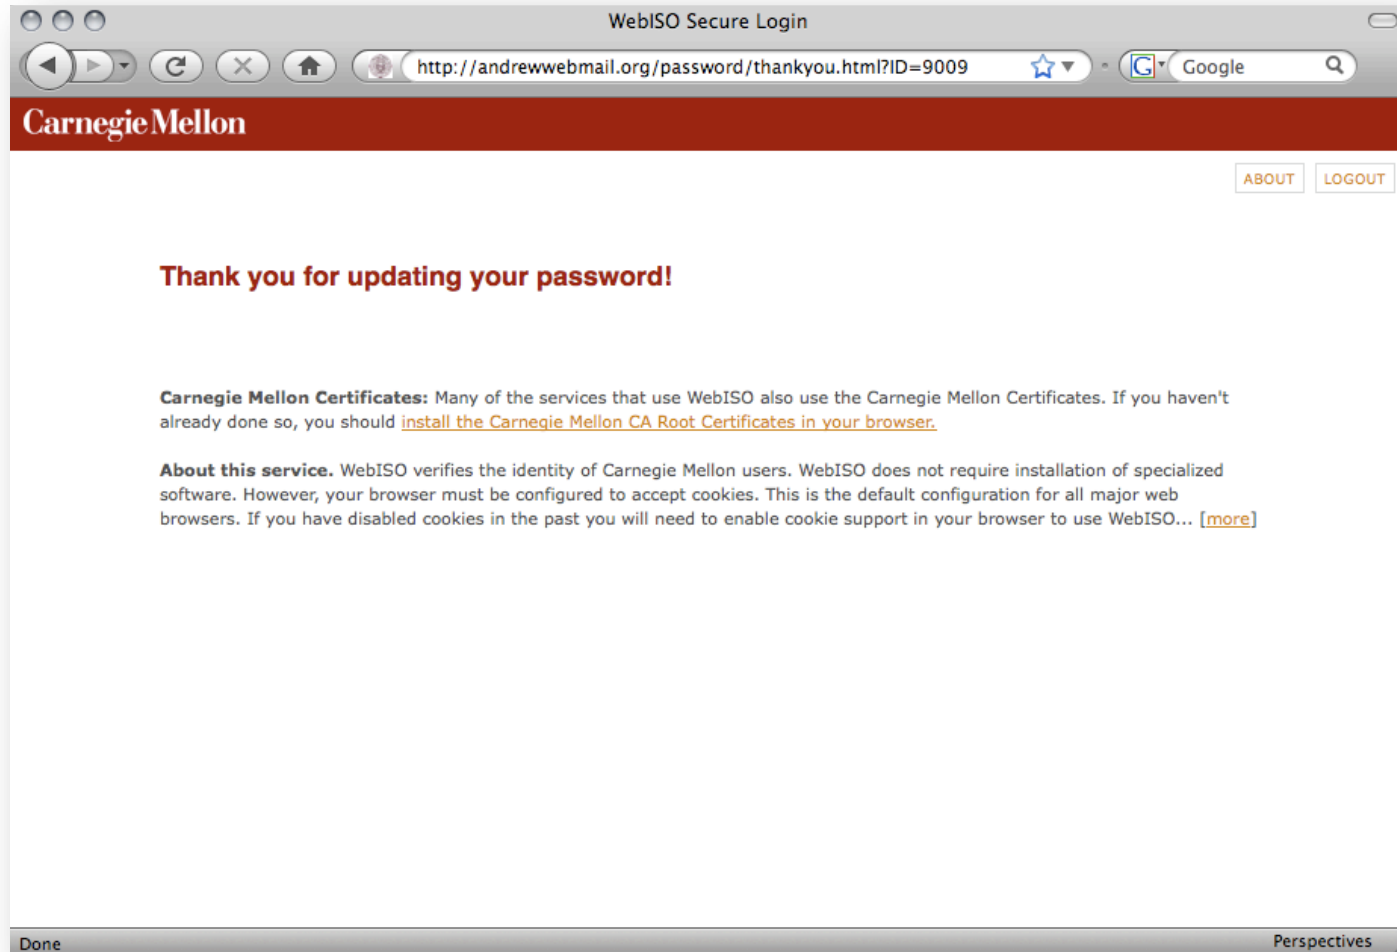 WebISO Secure Login
http://andrewwebmail.org/password/thankyou.html?ID=9009
G Google
Carnegie Mellon
ABOUT LOGOUT
Thank you for updating your password!
Carnegie Mellon Certificates: Many of the services that use WebISO also use the Carnegie Mellon Certificates. If you haven't
already done so, you should install the Carnegie Mellon CA Root Certificates in your browser.
About this service. WebISO verifies the identity of Carnegie Mellon users. WebISO does not require installation of specialized
software. However, your browser must be configured to accept cookies. This is the default configuration for all major web
browsers. If you have disabled cookies in the past you will need to enable cookie support in your browser to use WebISO... [more]
Done Perspectives